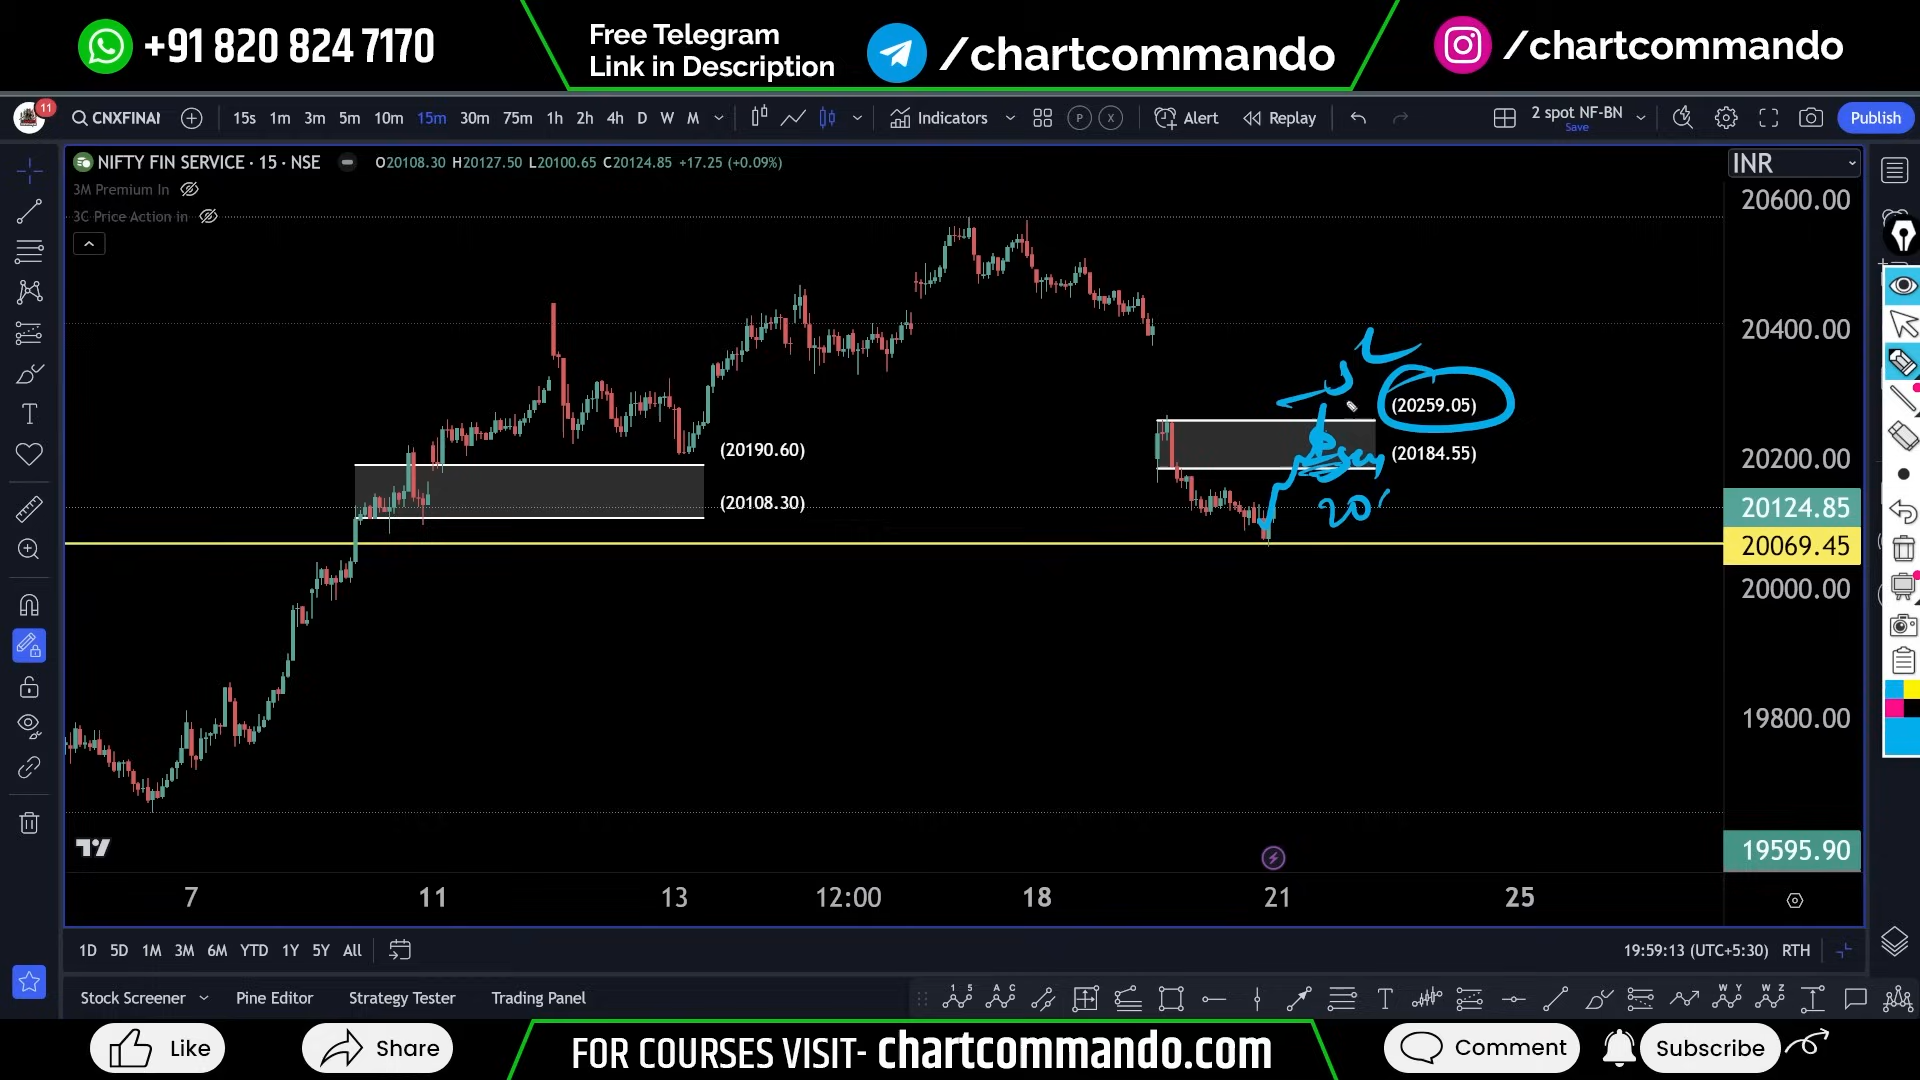 +91 820 824 7170
Free Telegram
Link in Description
/chartcommando
/chartcommando
11
CNXFINAI
15s 1m 3m 5m 10m 15m 30m 75m 1h 2h 4h D W M
Indicators
P X
Alert
Replay
2 spot NF-BN
Save
Publish
NIFTY FIN SERVICE · 15 · NSE
O20108.30 H20127.50 L20100.65 C20124.85 +17.25 (+0.09%)
INR
3M Premium In
3C Price Action in
20600.00
20400.00
(20259.05)
(20190.60)
(20184.55)
20200.00
(20108.30)
20'
20124.85
20069.45
20000.00
19800.00
19595.90
7 11 13 12:00 18 21 25
1D 5D 1M 3M 6M YTD 1Y 5Y All
19:59:13 (UTC+5:30) RTH
Stock Screener
Pine Editor
Strategy Tester
Trading Panel
Like
Share
FOR COURSES VISIT- chartcommando.com
Comment
Subscribe